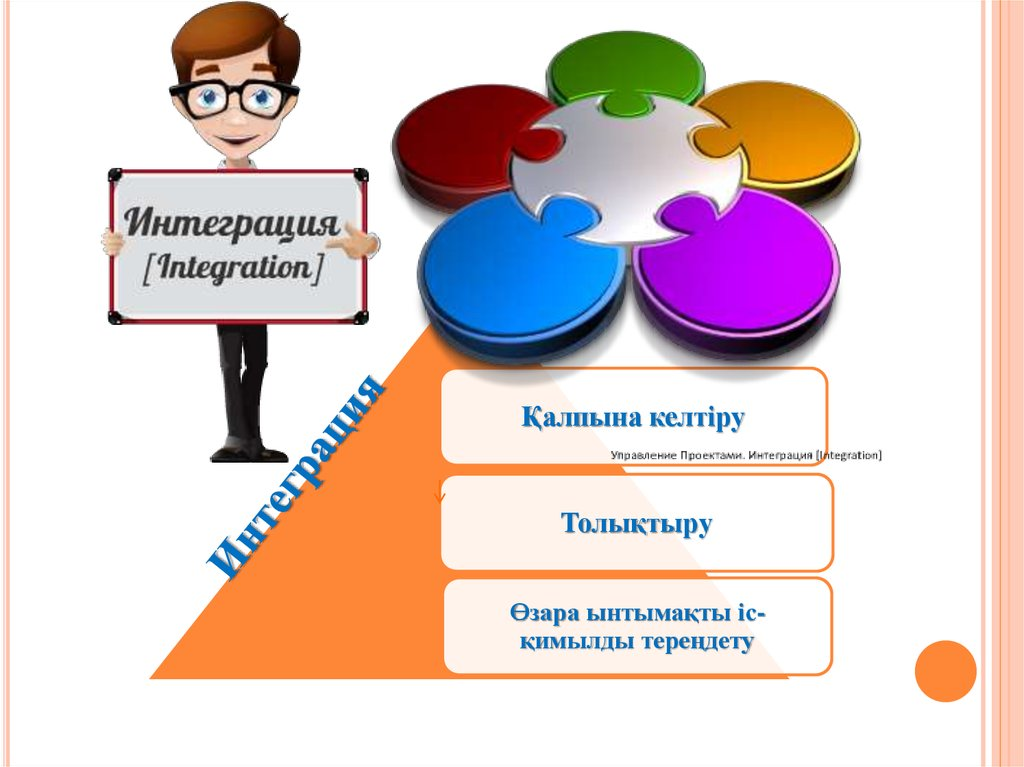 Интеграция
[Integration]
Интеграция
Қалпына келтіру
Управление Проектами. Интеграция [Integration]
Толықтыру
Өзара ынтымақты іс-
қимылды тереңдету